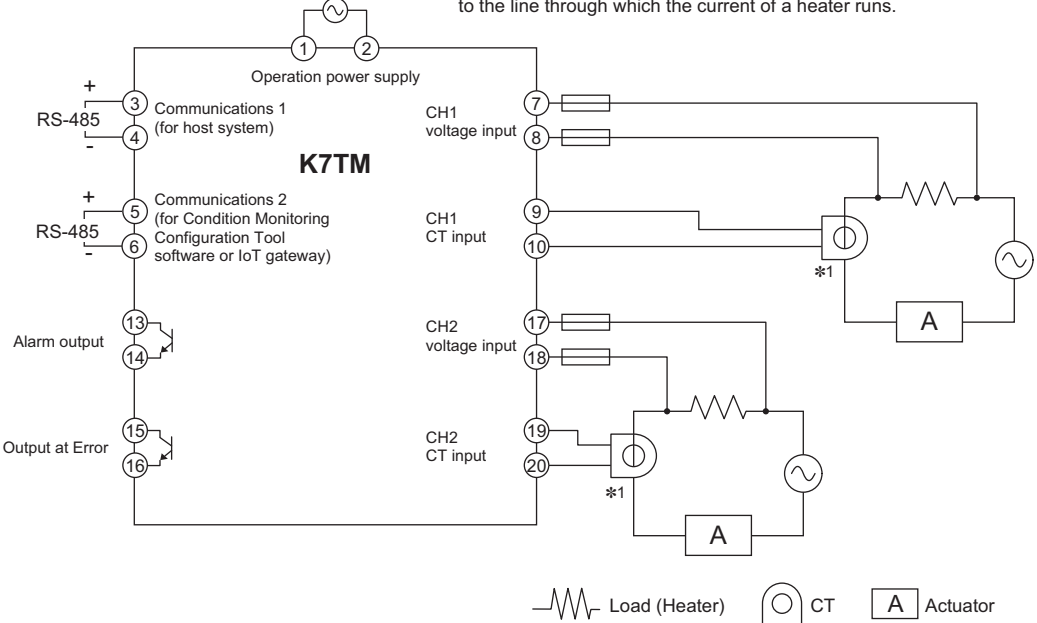 to the line through which the current of a heater runs.
1
2
Operation power supply
+
RS-485
-
3
4
Communications 1
(for host system)
K7TM
CH1
voltage input
7
8
+
RS-485
-
5
6
Communications 2
(for Condition Monitoring
Configuration Tool
software or IoT gateway)
CH1
CT input
9
10
✻1
A
Alarm output
13
14
CH2
voltage input
17
18
Output at Error
15
16
CH2
CT input
19
20
✻1
A
Load (Heater)
CT
A
Actuator